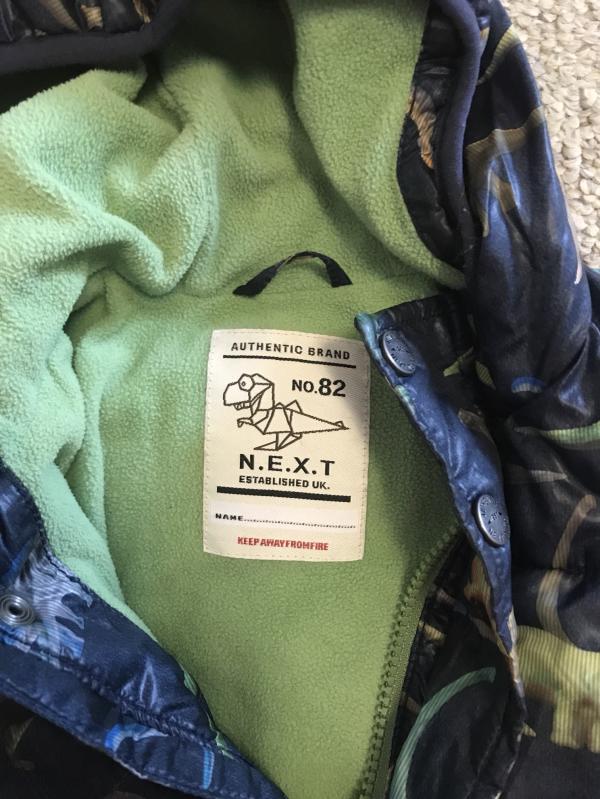 AUTHENTIC BRAND
NO.82
N.E.X.T
ESTABLISHED UK.
NAME................................
KEEP AWAY FROM FIRE